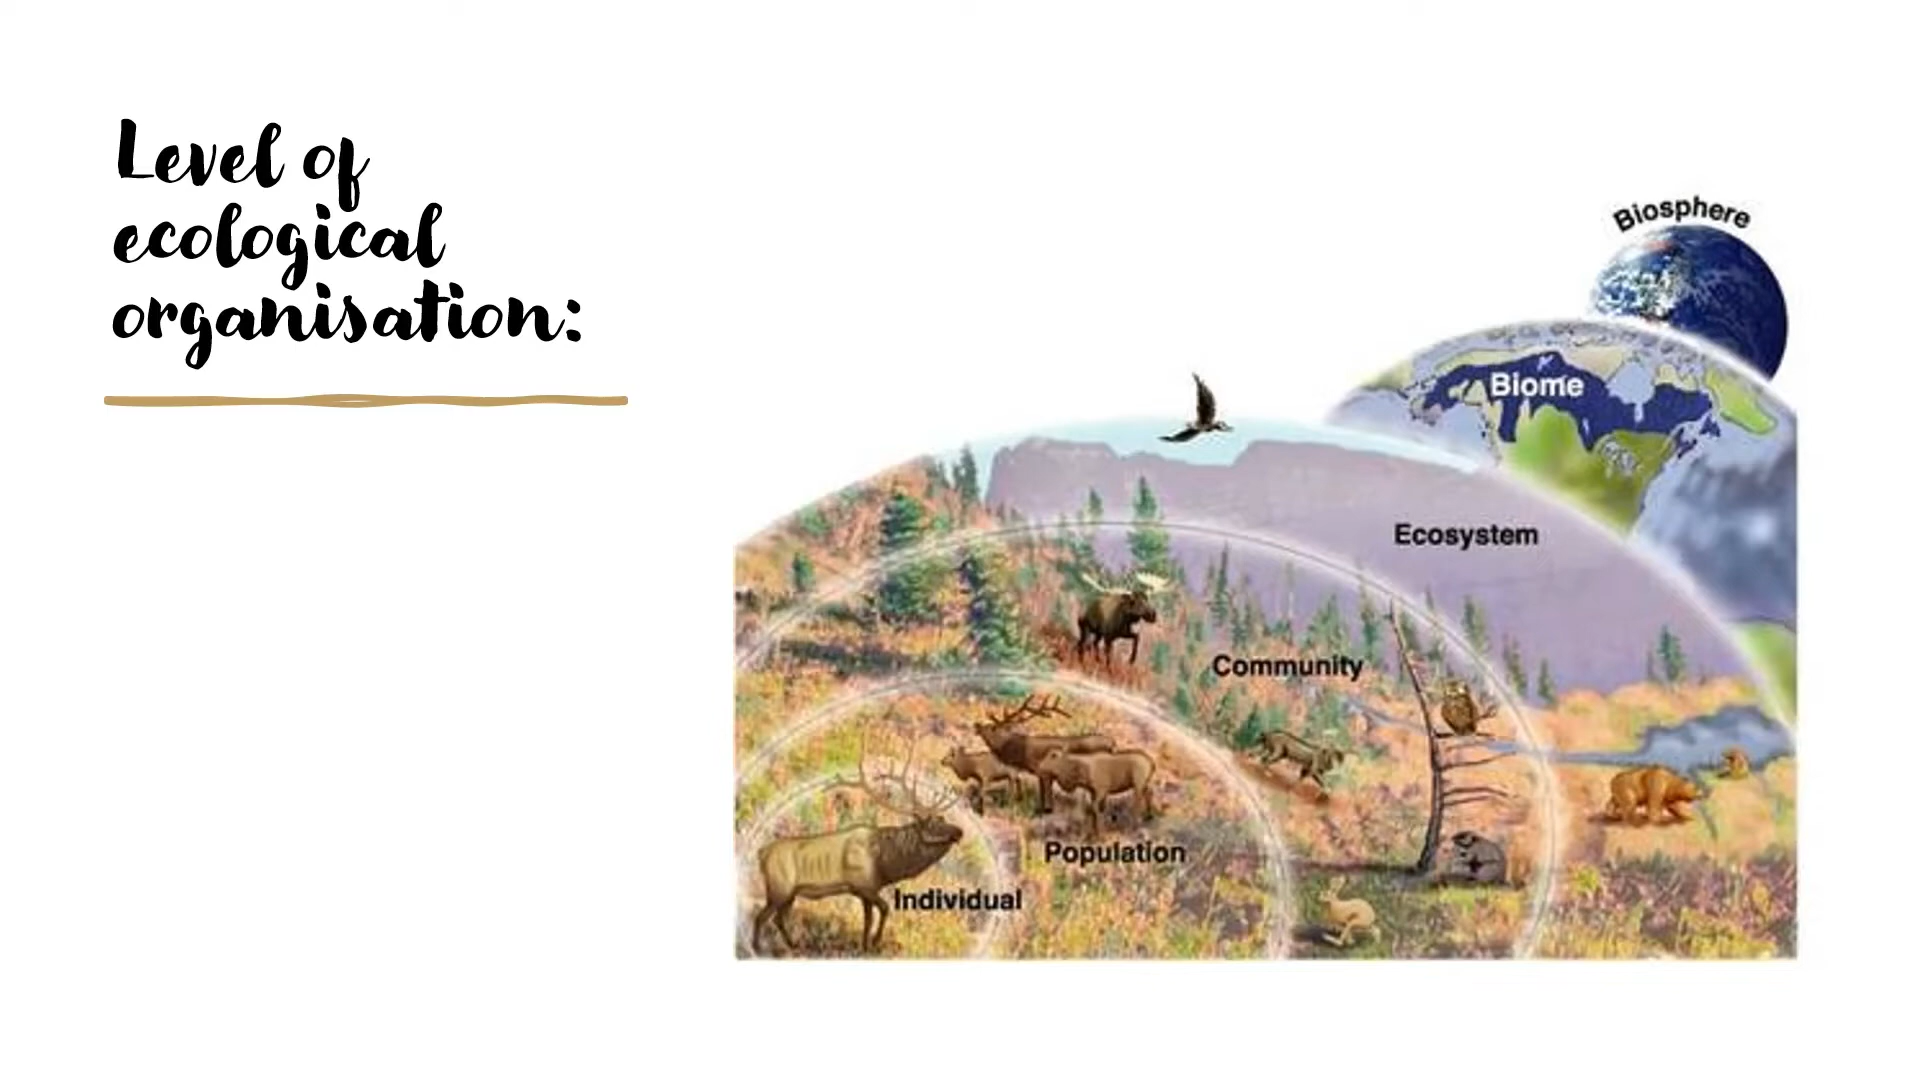 Level of
ecological
organisation:
Biosphere
Biome
Ecosystem
Community
Population
Individual